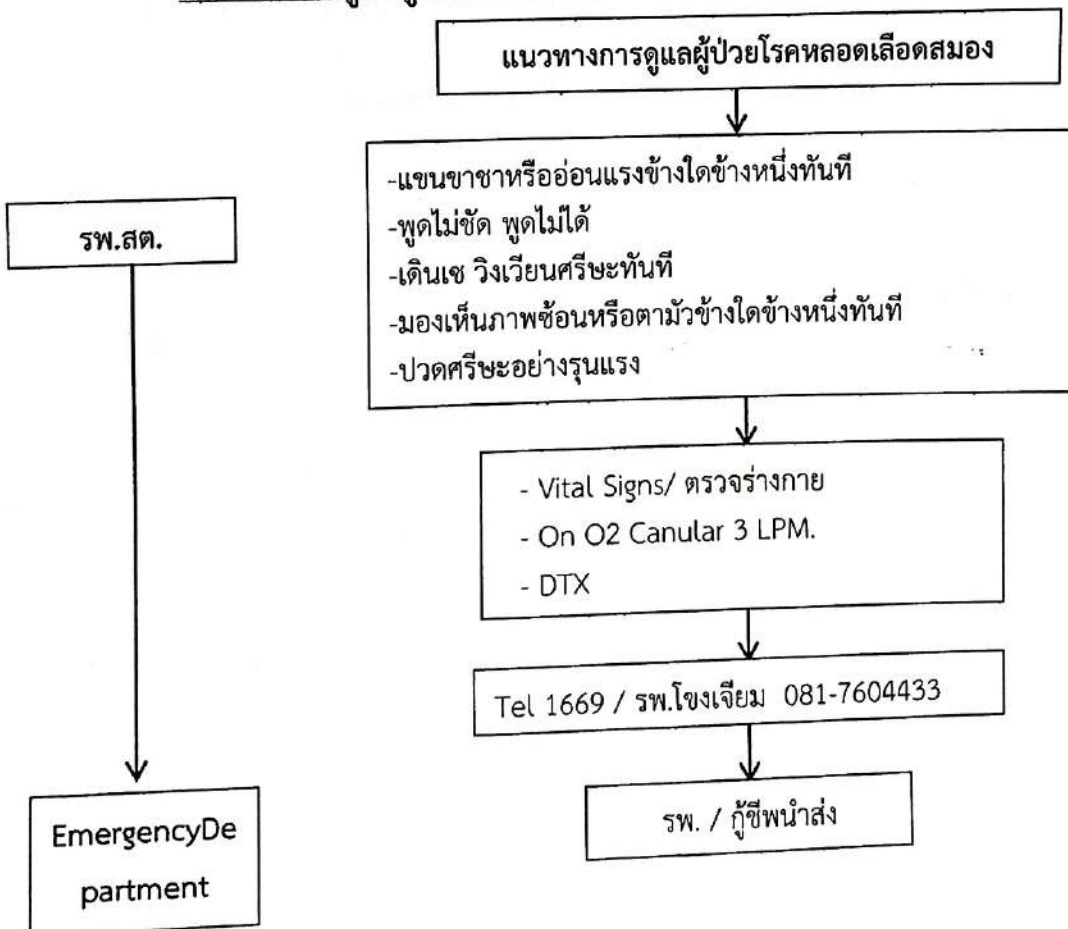 แนวทางการดูแลผู้ป่วยโรคหลอดเลือดสมอง
รพ.สต.
-แขนขาชาหรืออ่อนแรงข้างใดข้างหนึ่งทันที
-พูดไม่ชัด พูดไม่ได้
-เดินเซ วิงเวียนศรีษะทันที
-มองเห็นภาพซ้อนหรือตามัวข้างใดข้างหนึ่งทันที
-ปวดศรีษะอย่างรุนแรง
- Vital Signs/ ตรวจร่างกาย
- On O2 Canular 3 LPM.
- DTX
Tel 1669 / รพ.โขงเจียม 081-7604433
รพ. / กู้ชีพนำส่ง
EmergencyDe
partment